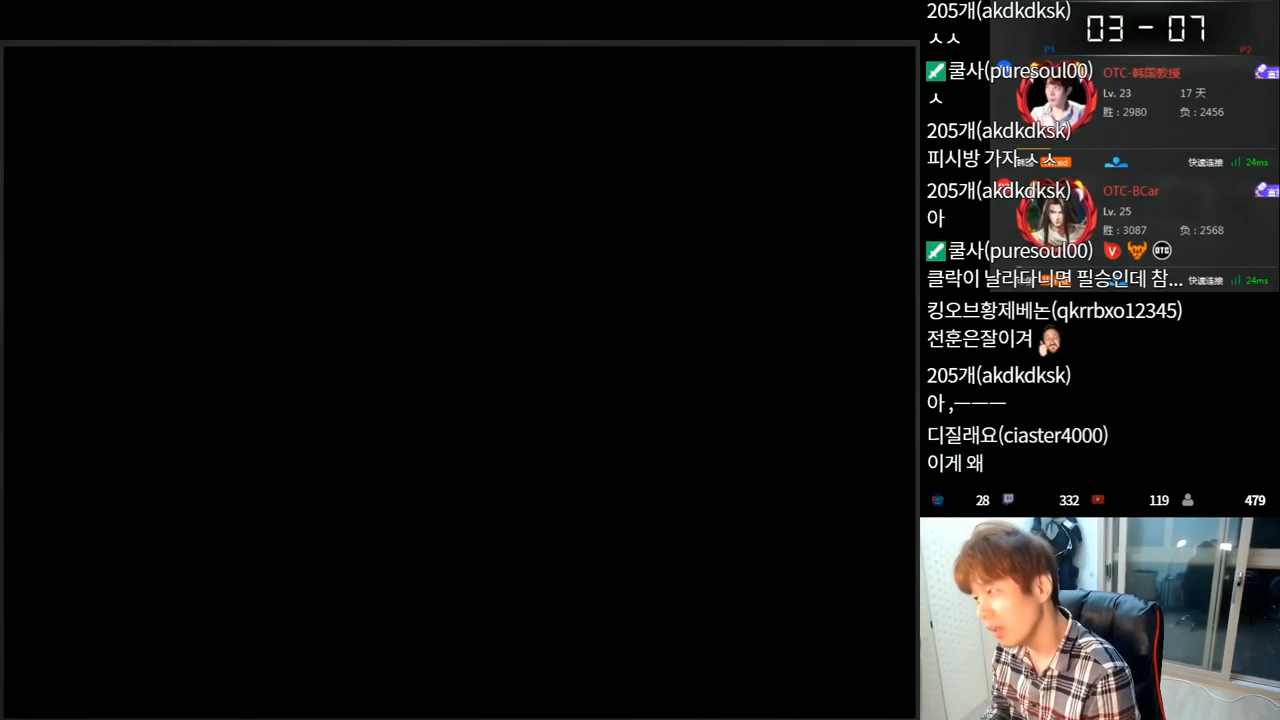 205개(akdkdksk)
ㅅㅅ
03 - 07
P1
P2
쿨사(puresoul00)
OTC-韩国教授
Lv. 23
17 天
ㅅ
胜 : 2980
负 : 2456
205개(akdkdksk)
피시방 가자 ㅅㅅ
快速连接
24ms
205개(akdkdksk)
OTC-BCar
아
Lv. 25
胜 : 3087
负 : 2568
쿨사(puresoul00)
V
OTC
클락이 날라다니면 필승인데 참...
快速连接
24ms
킹오브황제베논(qkrrbxo12345)
전훈은잘이겨
205개(akdkdksk)
아 ,ㅡㅡㅡ
디질래요(ciaster4000)
이게 왜
28
332
119
479